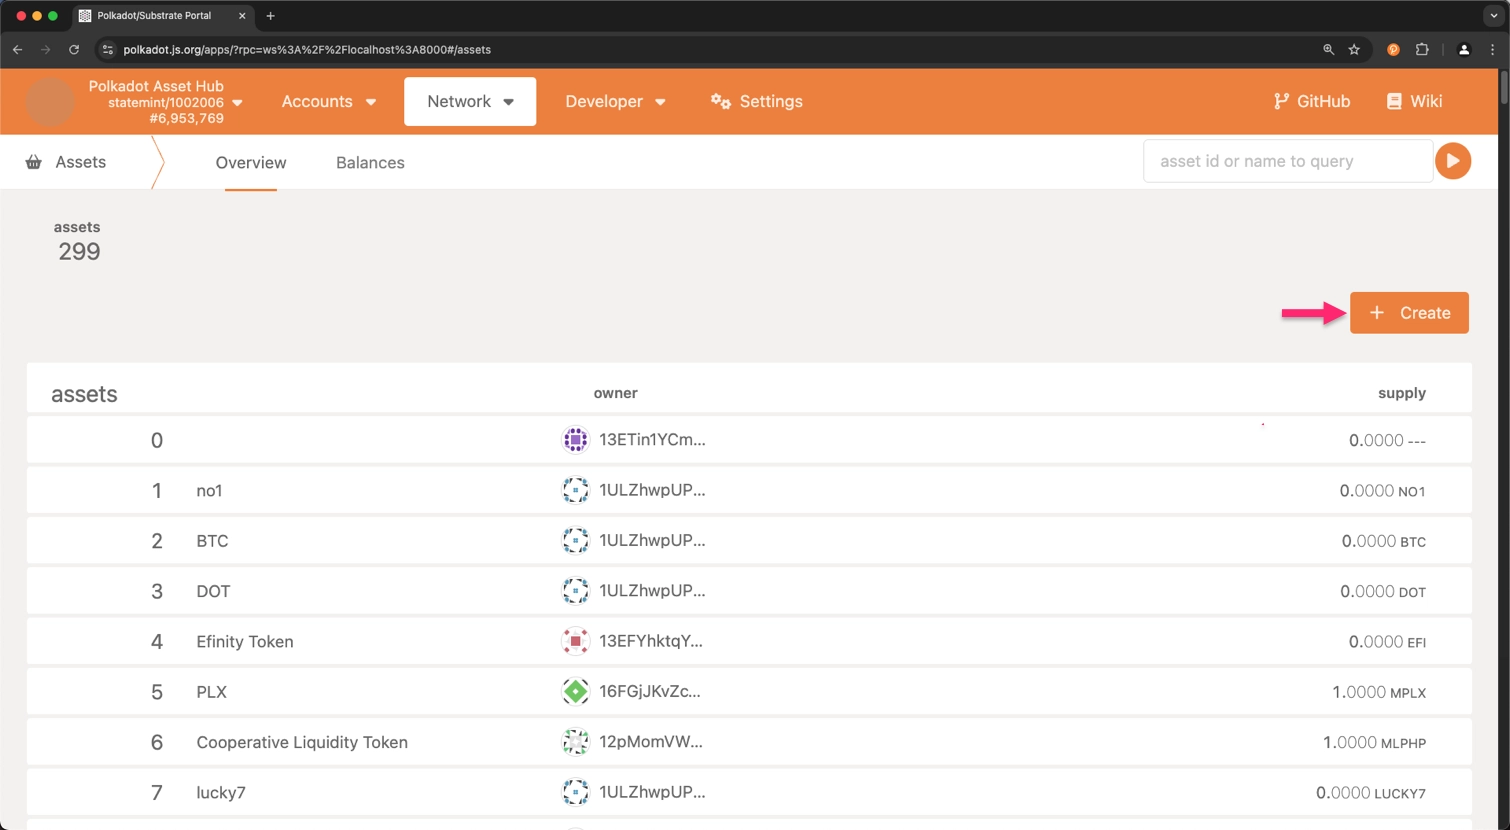 Polkadot/Substrate Portal
polkadot.js.org/apps/?rpc=ws%3A%2F%2Flocalhost%3A8000#/assets
Polkadot Asset Hub
statemint/1002006
#6,953,769
Accounts
Network
Developer
Settings
GitHub
Wiki
Assets
Overview
Balances
asset id or name to query
assets
299
+ Create
assets owner supply
0 13ETin1YCm... 0.0000 ---
1 no1 1ULZhwpUP... 0.0000 NO1
2 BTC 1ULZhwpUP... 0.0000 BTC
3 DOT 1ULZhwpUP... 0.0000 DOT
4 Efinity Token 13EFYhktqY... 0.0000 EFI
5 PLX 16FGjJKvZc... 1.0000 MPLX
6 Cooperative Liquidity Token 12pMomVW... 1.0000 MLPHP
7 lucky7 1ULZhwpUP... 0.0000 LUCKY7